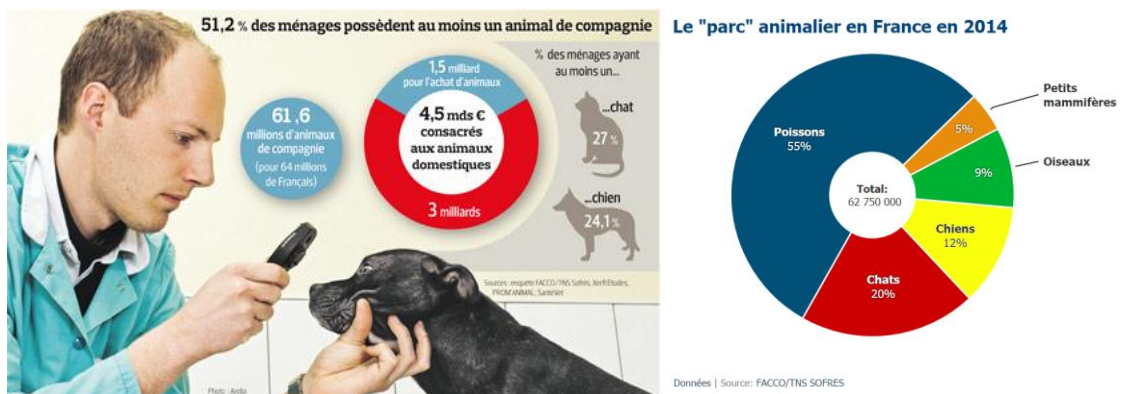 51,2 % des ménages possèdent au moins un animal de compagnie
61,6
millions d'animaux
de compagnie
(pour 64 millions
de Français)
1,5 milliard
pour l'achat d'animaux
4,5 mds €
consacrés
aux animaux
domestiques
3 milliards
% des ménages ayant
au moins un...
...chat
27 %
...chien
24,1 %
Sources : enquête FACCO/TNS Sofres, Xerfi Etudes,
PROM'ANIMAL, SantéVet
Photo : Andia
Le "parc" animalier en France en 2014
Petits
mammifères
5%
Oiseaux
9%
Poissons
55%
Total:
62 750 000
Chiens
12%
Chats
20%
Données | Source: FACCO/TNS SOFRES